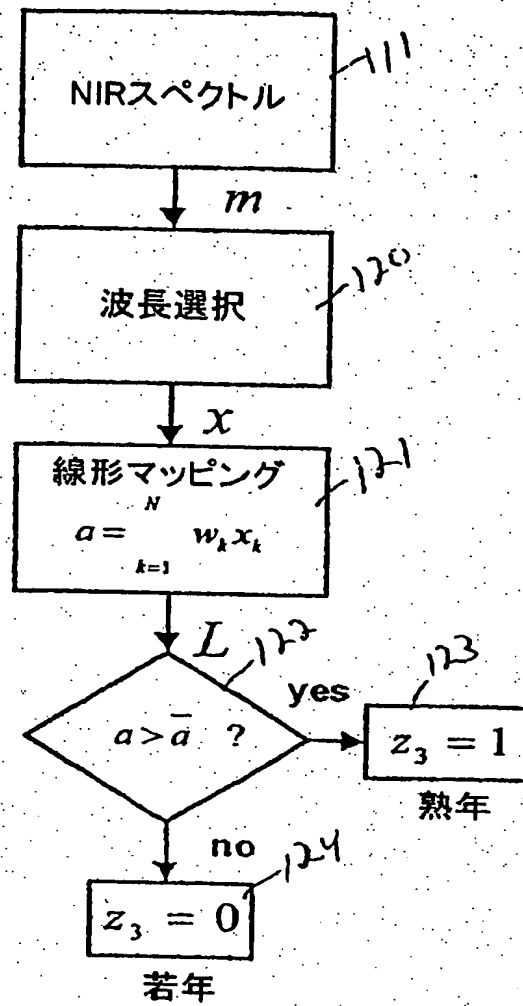 111
NIRスペクトル
m
120
波長選択
x
121
線形マッピング
N
a = w_k x_k
k=1
L
122
yes
123
a > a̅ ?
z_3 = 1
熟年
no
124
z_3 = 0
若年